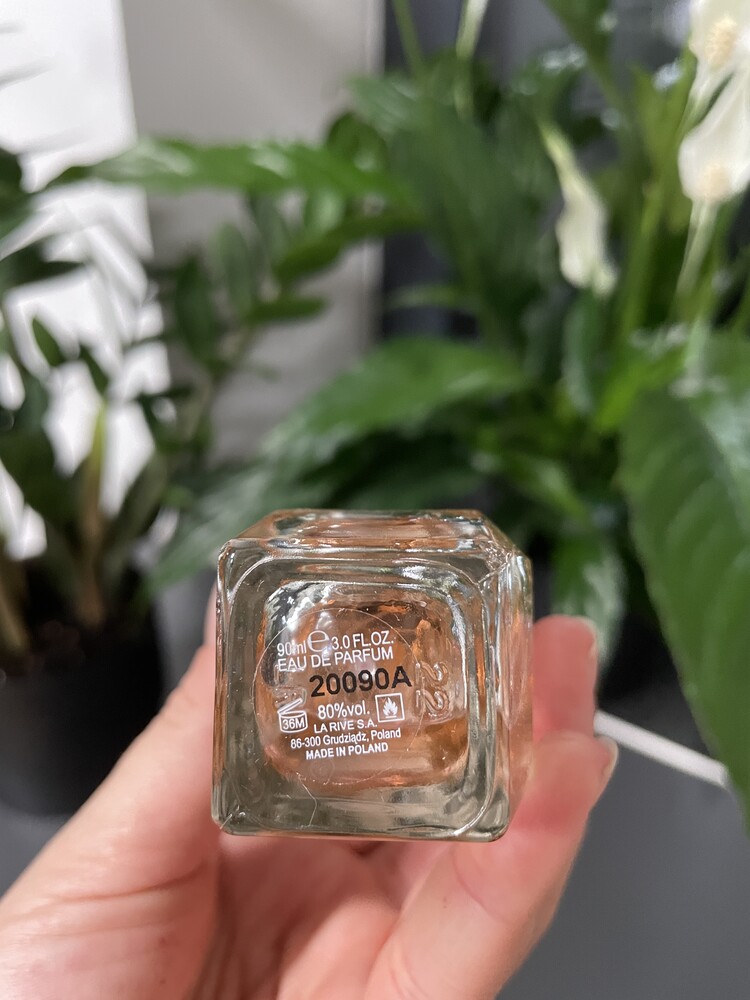 90ml ℮ 3.0 FL.OZ.
EAU DE PARFUM
20090A
36M 80%vol.
LA RIVE S.A.
86-300 Grudziądz, Poland
MADE IN POLAND
22